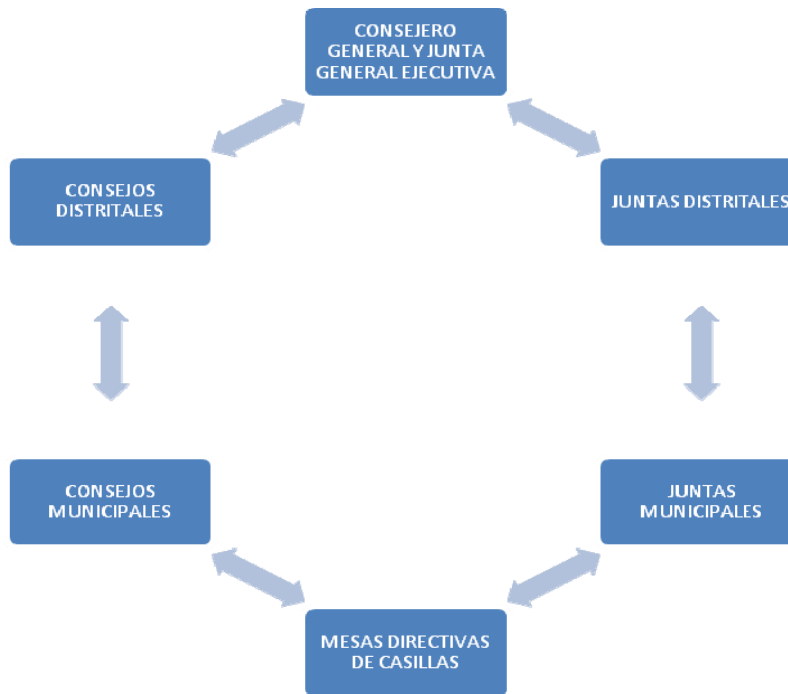 CONSEJERO
GENERAL Y JUNTA
GENERAL EJECUTIVA
CONSEJOS
DISTRITALES
JUNTAS DISTRITALES
CONSEJOS
MUNICIPALES
JUNTAS
MUNICIPALES
MESAS DIRECTIVAS
DE CASILLAS